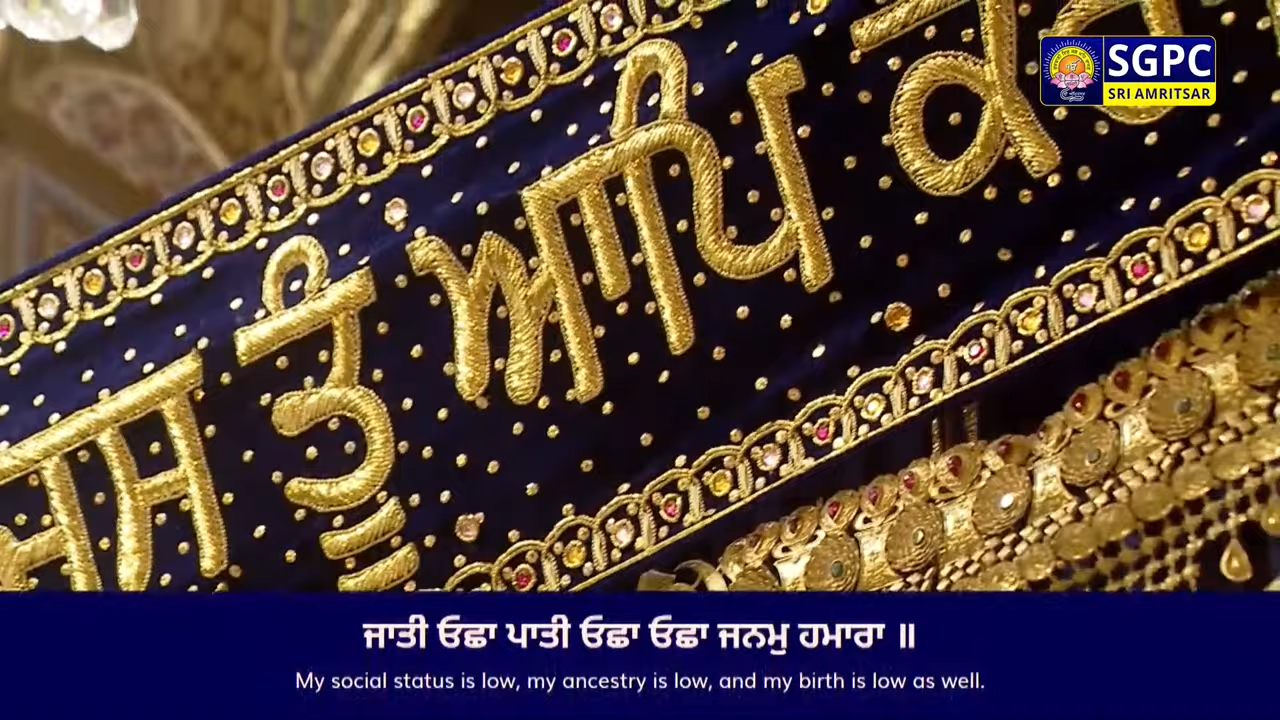 SGPC
SRI AMRITSAR
ਤੂੰ ਆਪਿ
ਜਾਤੀ ਓਛਾ ਪਾਤੀ ਓਛਾ ਓਛਾ ਜਨਮੁ ਹਮਾਰਾ ॥
My social status is low, my ancestry is low, and my birth is low as well.